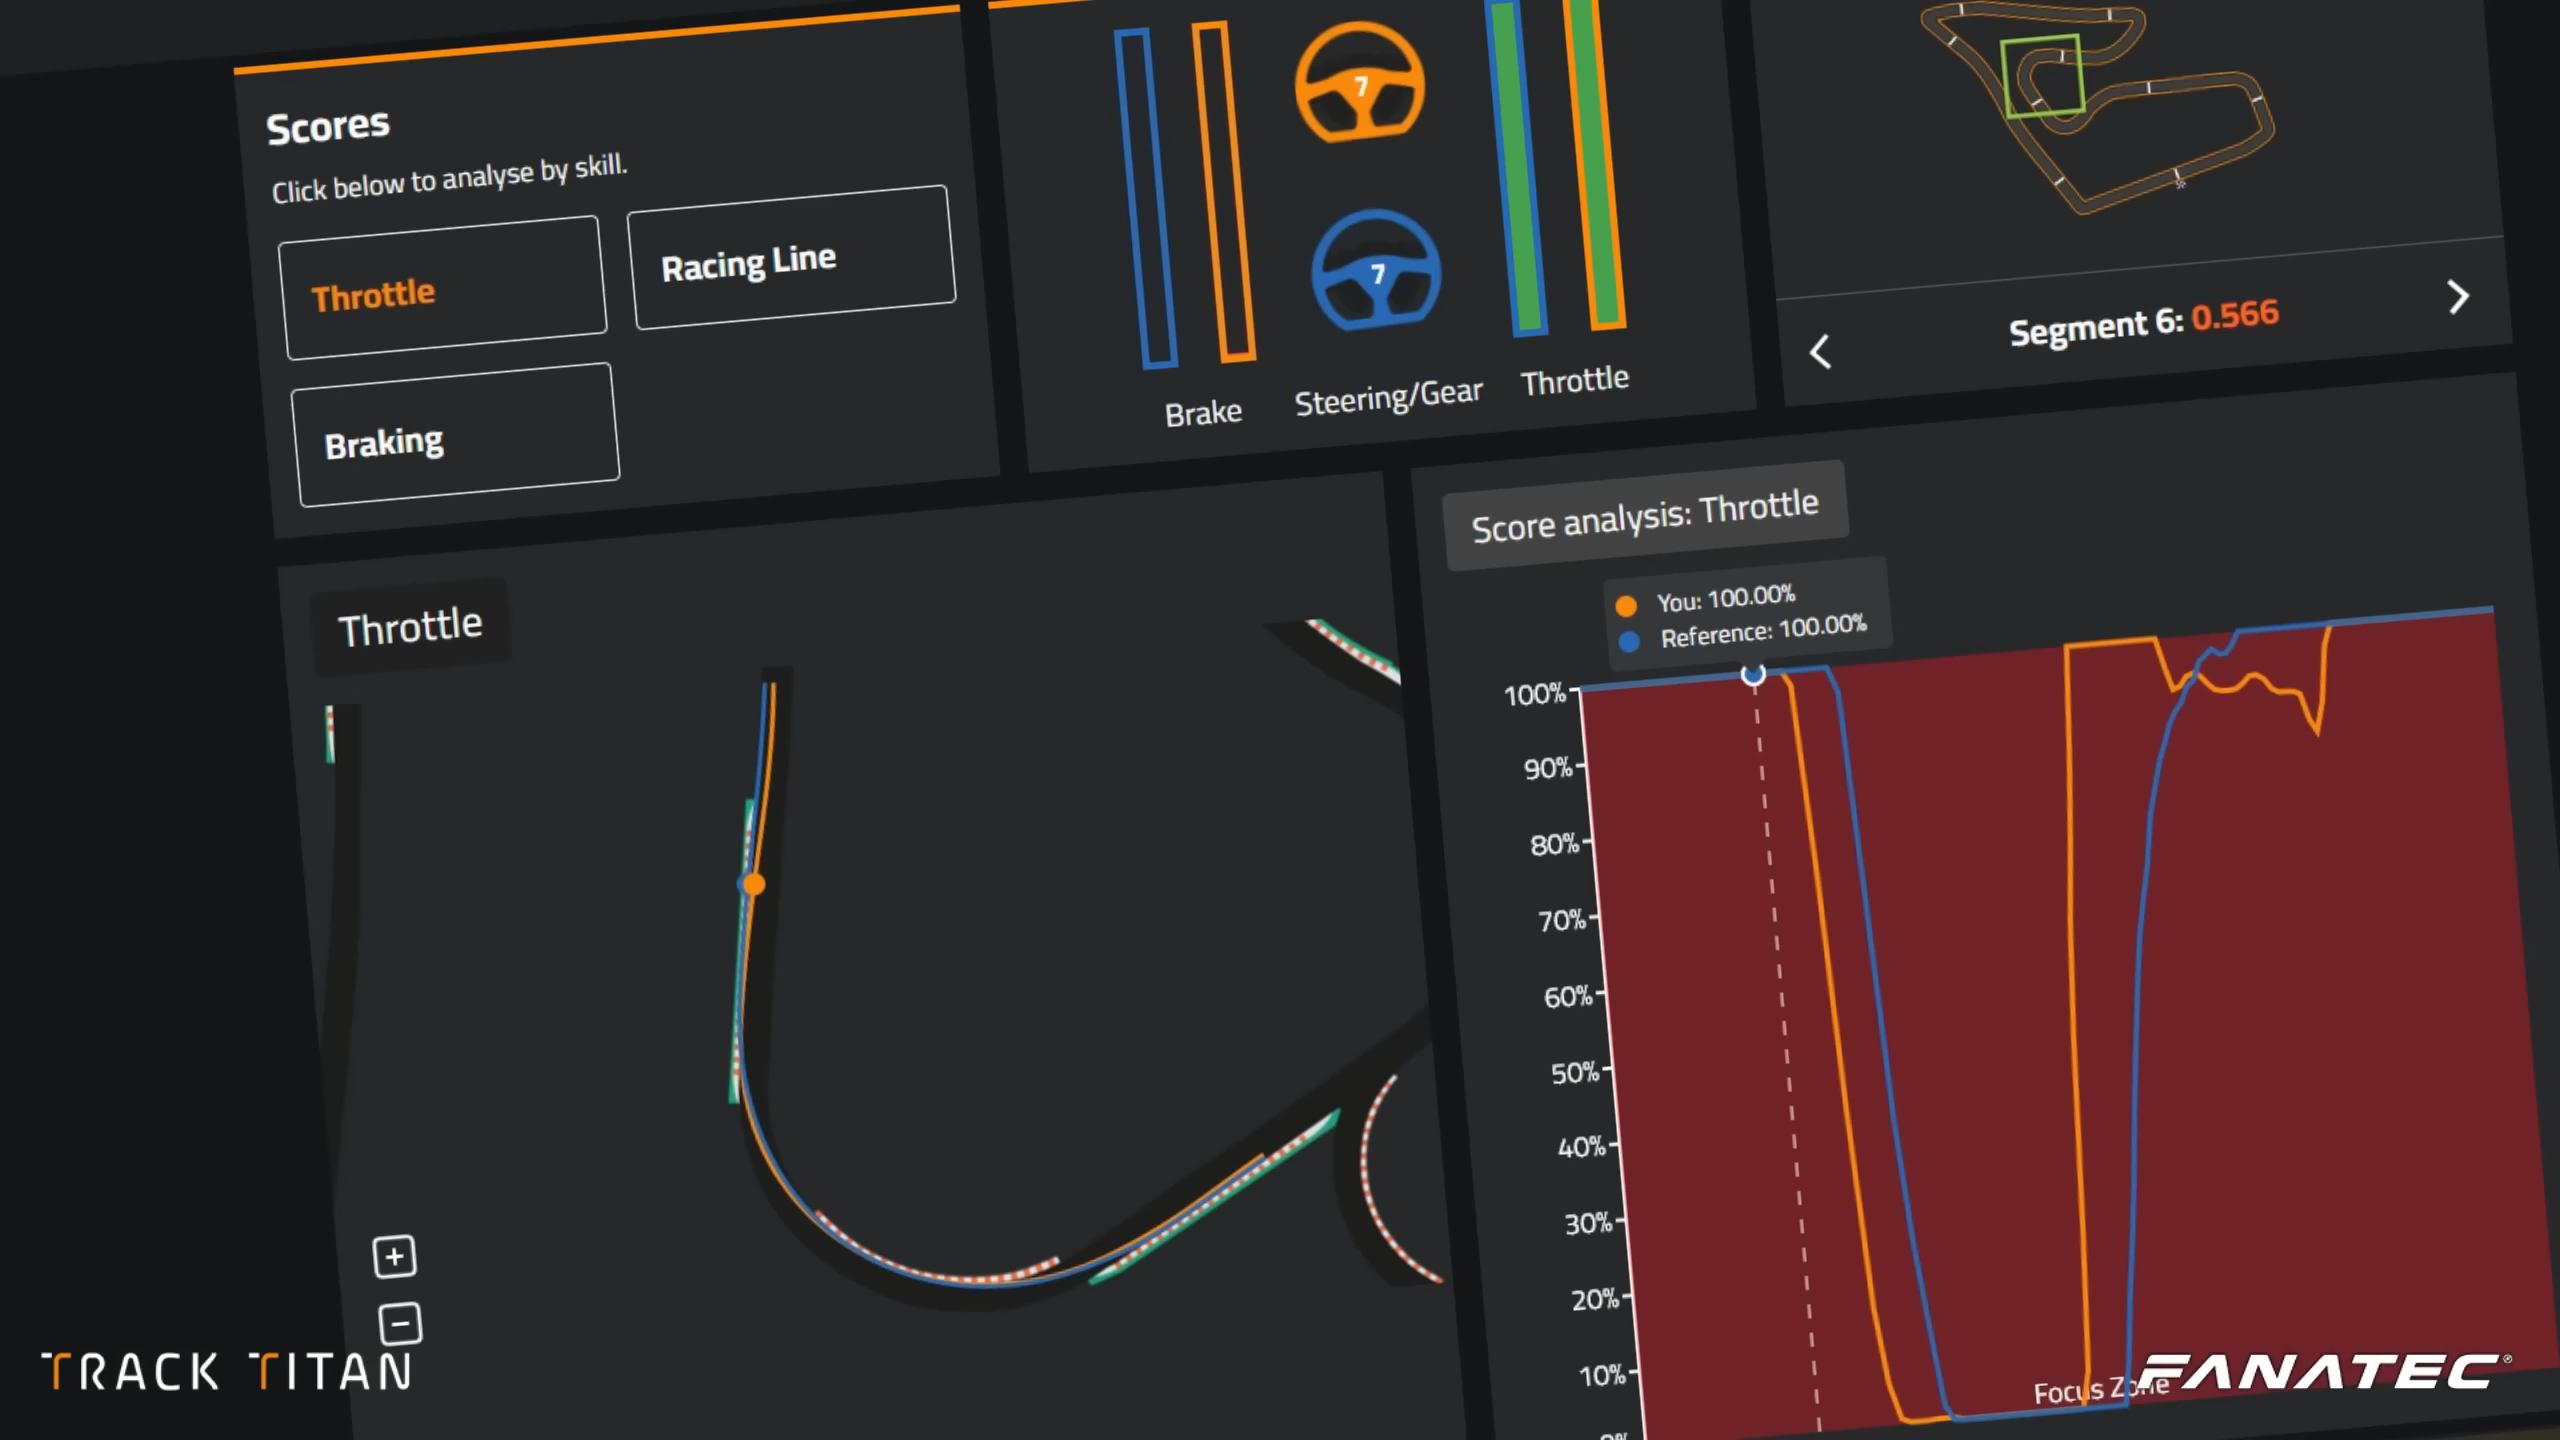 Scores
Click below to analyse by skill.
Throttle
Racing Line
Braking
7
7
Brake
Steering/Gear
Throttle
Segment 6: 0.566
Throttle
Score analysis: Throttle
You: 100.00%
Reference: 100.00%
100%
90%
80%
70%
60%
50%
40%
30%
20%
10%
Focus Zone
TRACK TITAN
FANATEC®